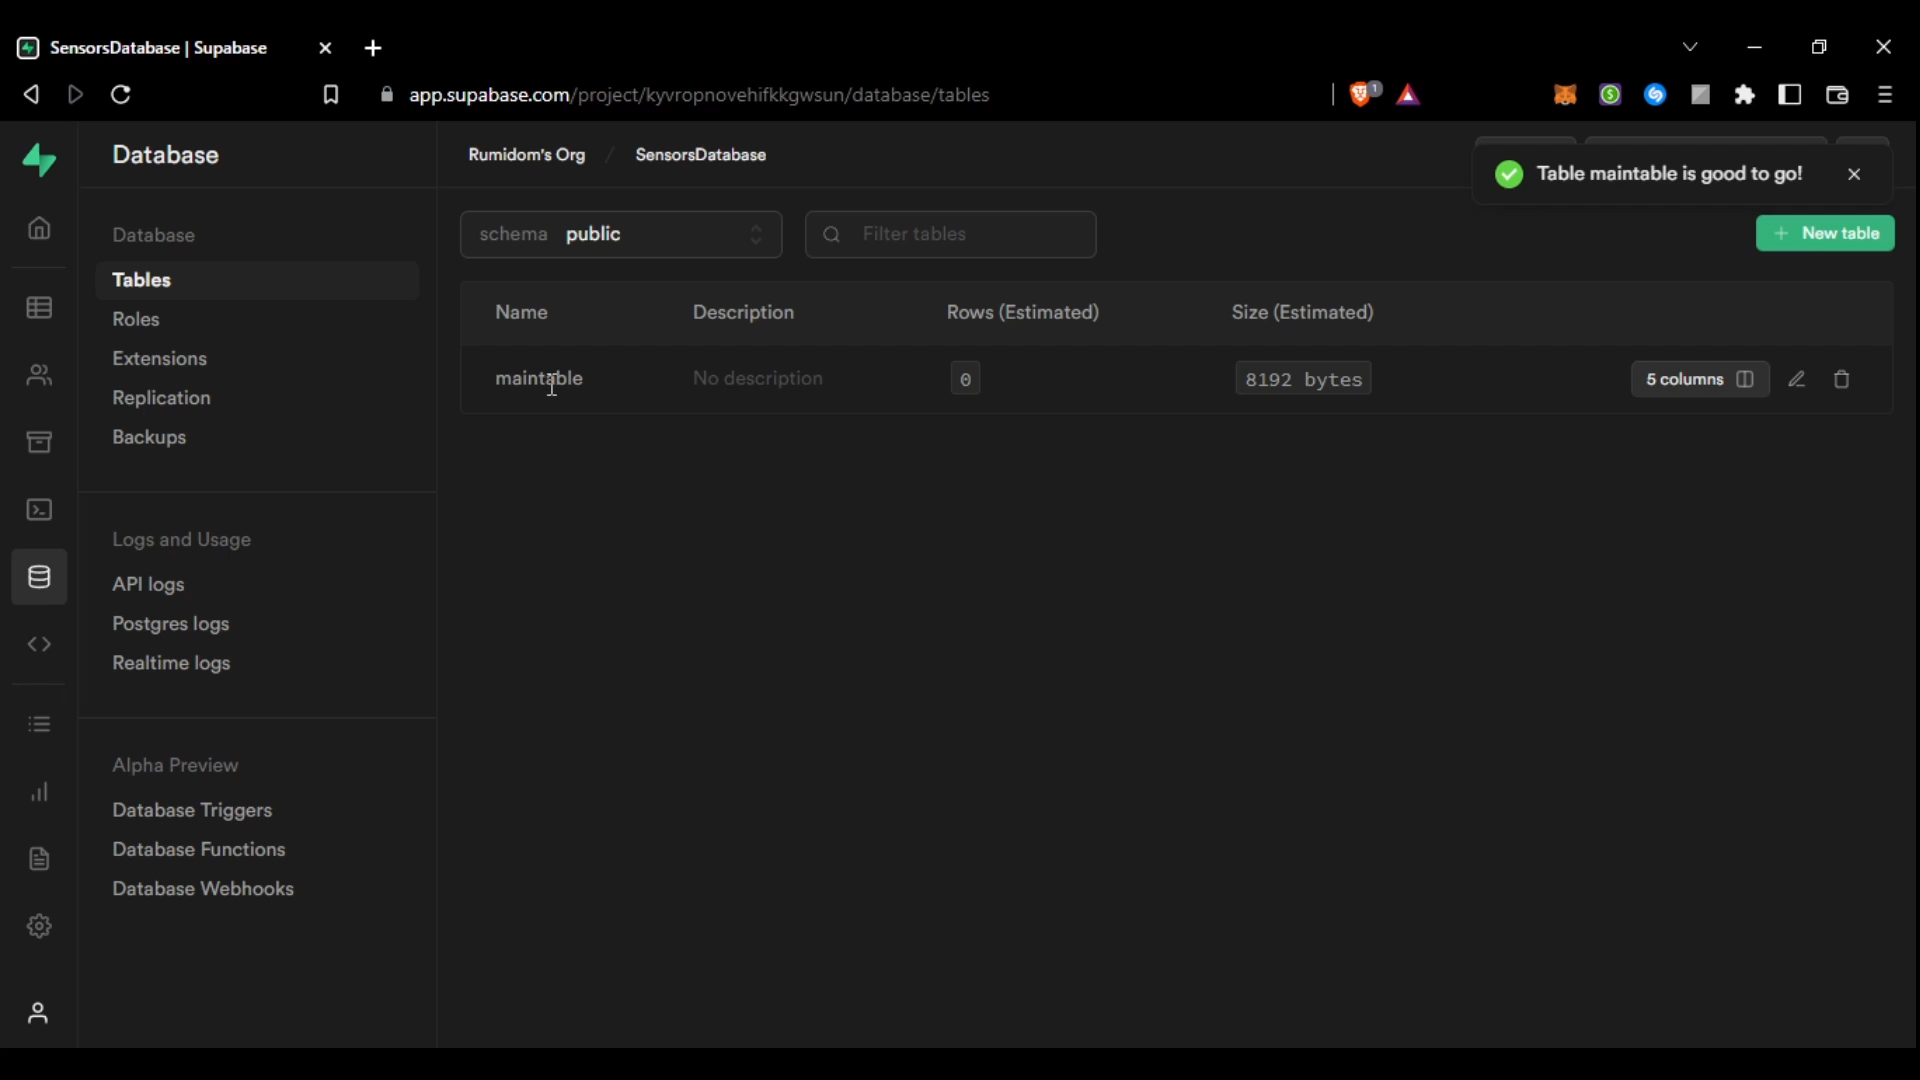 SensorsDatabase | Supabase
app.supabase.com/project/kyvropnovehifkkgwsun/database/tables
1
Database
Rumidom's Org / SensorsDatabase
Table maintable is good to go!
Database
schema public
Filter tables
+ New table
Tables
Roles
Extensions
Replication
Backups
Name Description Rows (Estimated) Size (Estimated)
maintable No description 0 8192 bytes 5 columns
Logs and Usage
API logs
Postgres logs
Realtime logs
Alpha Preview
Database Triggers
Database Functions
Database Webhooks